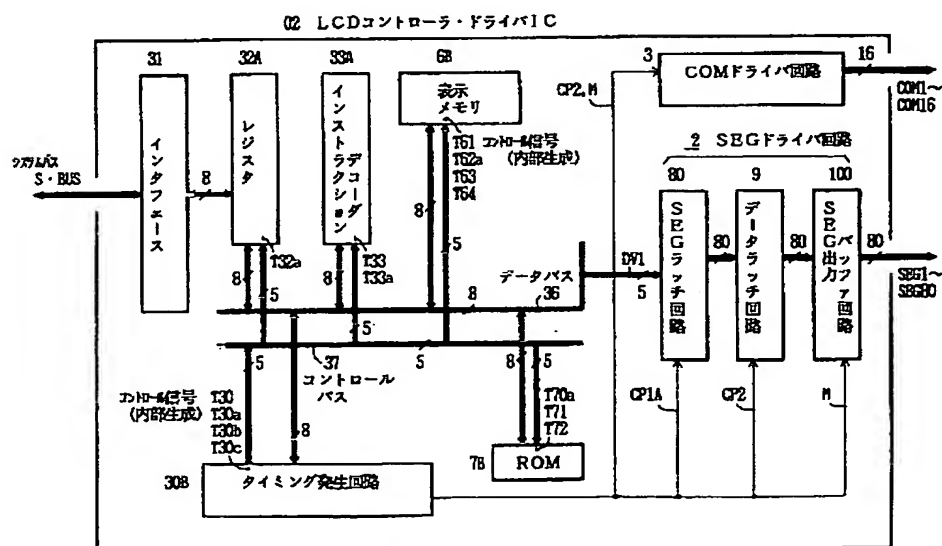 02 LCDコントローラ・ドライバIC
31
インタフェース
システムバス
S・BUS
8
32A
レジスタ
T32a
8
5
33A
インストラクション
デコーダ
T33
T33a
8
5
6B
表示
メモリ
T61
T62a
T63
T64
コントロール信号
(内部生成)
8
5
3
COMドライバ回路
16
COM1~
COM16
CP2,M
2 SEGドライバ回路
80
SEGラッチ回路
9
データラッチ回路
100
SEG出力
バッファ回路
DV1
5
80
80
80
SEG1~
SEG80
データバス
36
8
37
コントロール
バス
5
5
8
コントロール信号
(内部生成)
T30
T30a
T30b
T30c
30B
タイミング発生回路
8
5
T70a
T71
T72
7B
ROM
CP1A
CP2
M